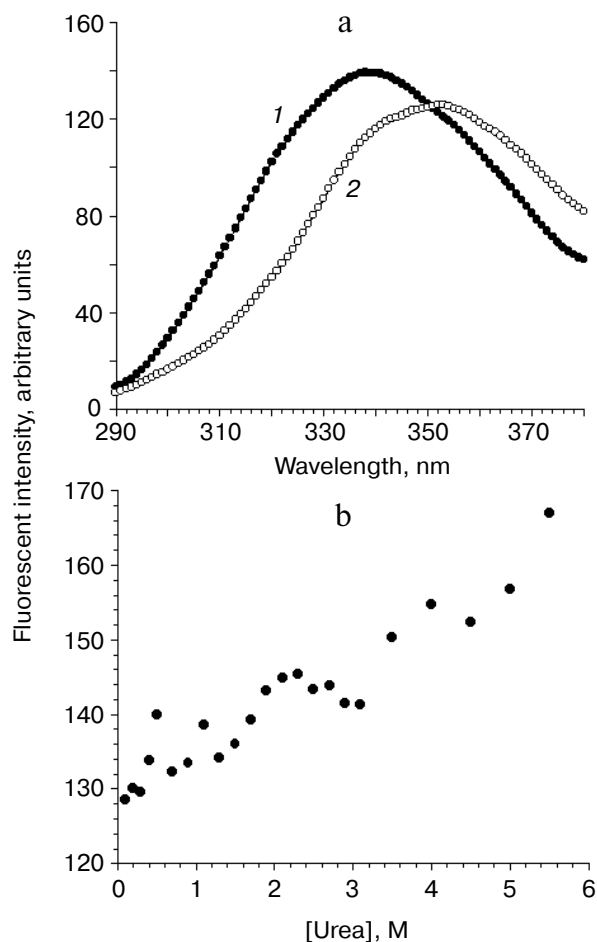 Fluorescent intensity, arbitrary units
a
160
120
80
40
0
1
2
290 310 330 350 370
Wavelength, nm
b
170
160
150
140
130
120
0 1 2 3 4 5 6
[Urea], M